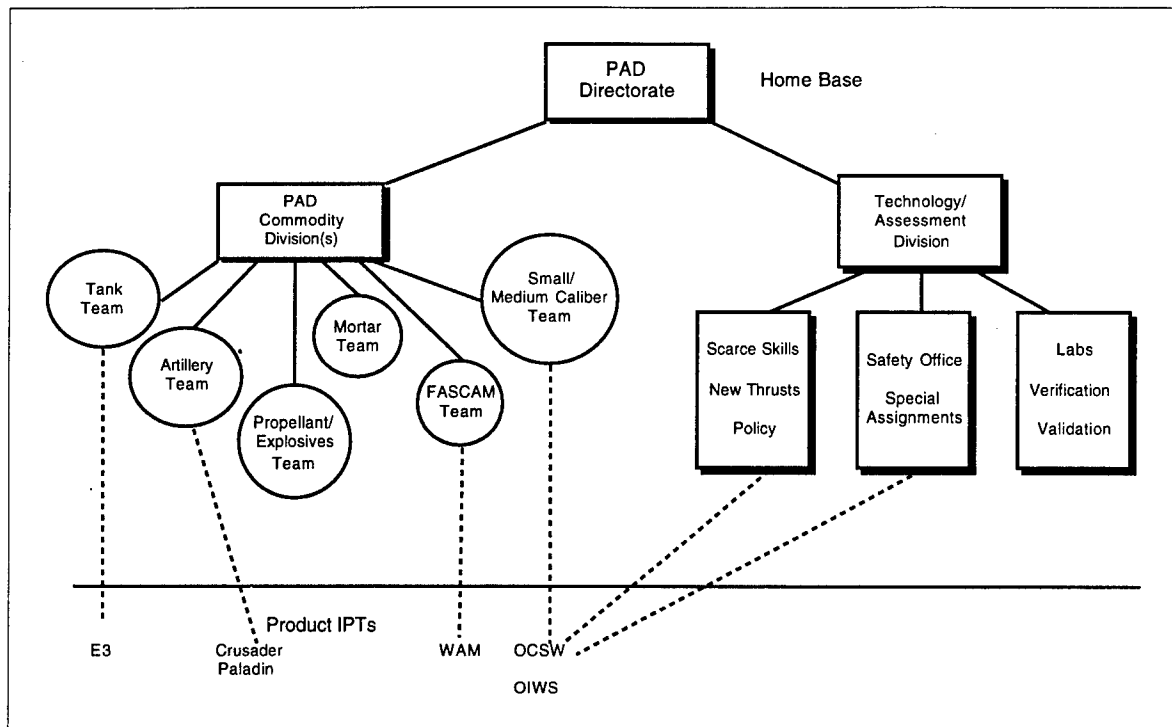 PAD
Directorate
Home Base
PAD
Commodity
Division(s)
Technology/
Assessment
Division
Tank
Team
Artillery
Team
Propellant/
Explosives
Team
Mortar
Team
FASCAM
Team
Small/
Medium Caliber
Team
Scarce Skills
New Thrusts
Policy
Safety Office
Special
Assignments
Labs
Verification
Validation
Product IPTs
E3
Crusader
Paladin
WAM
OCSW
OIWS